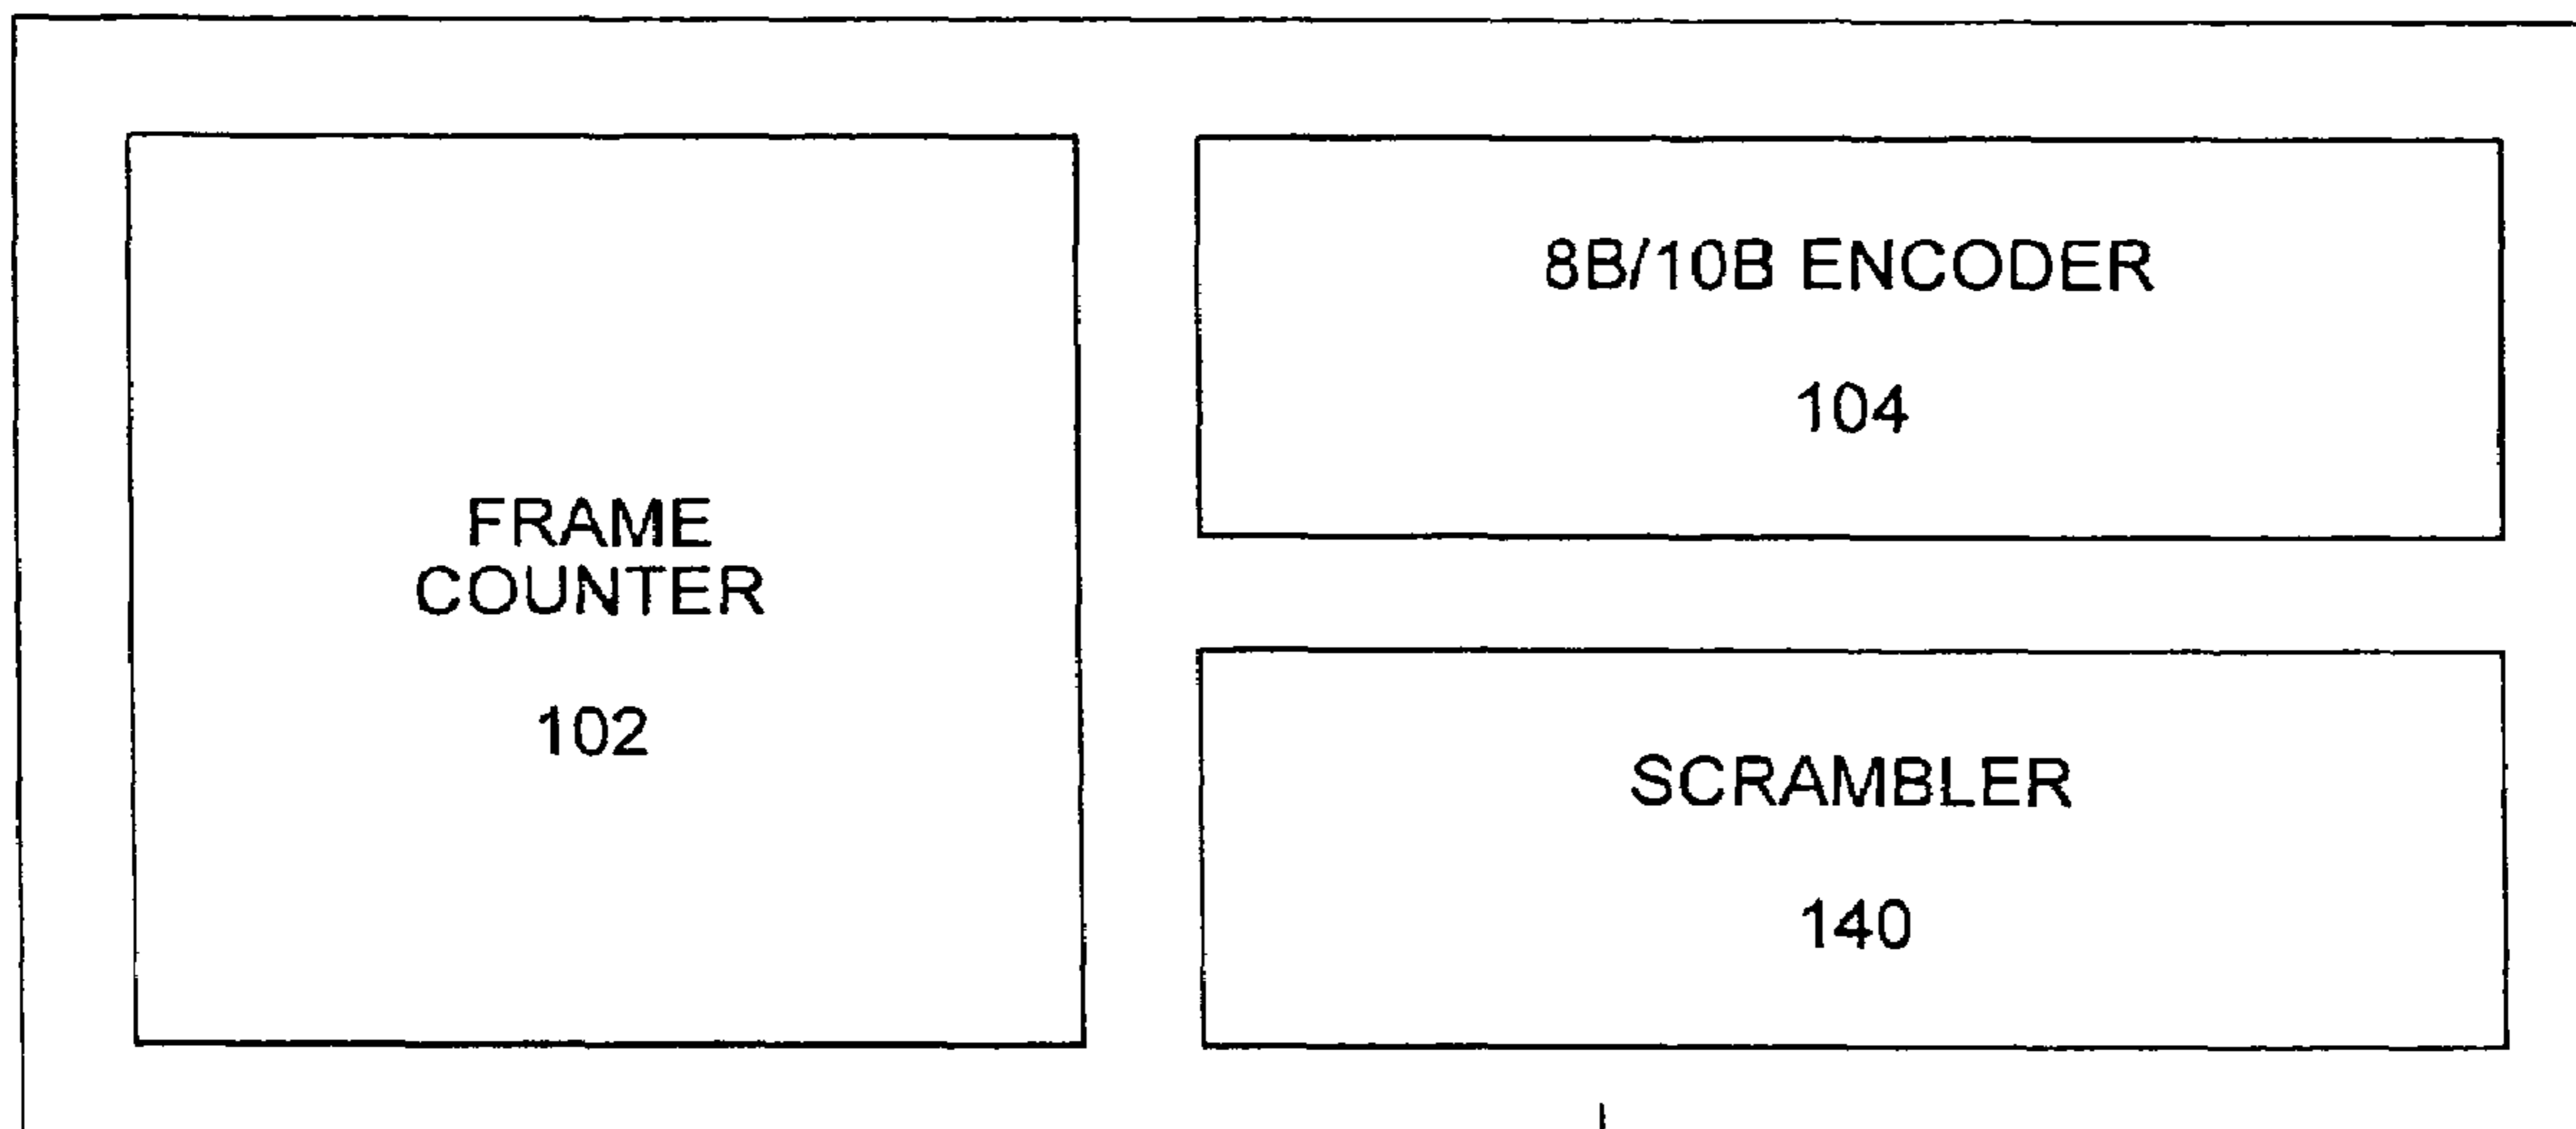 FRAME
COUNTER
102
8B/10B ENCODER
104
SCRAMBLER
140